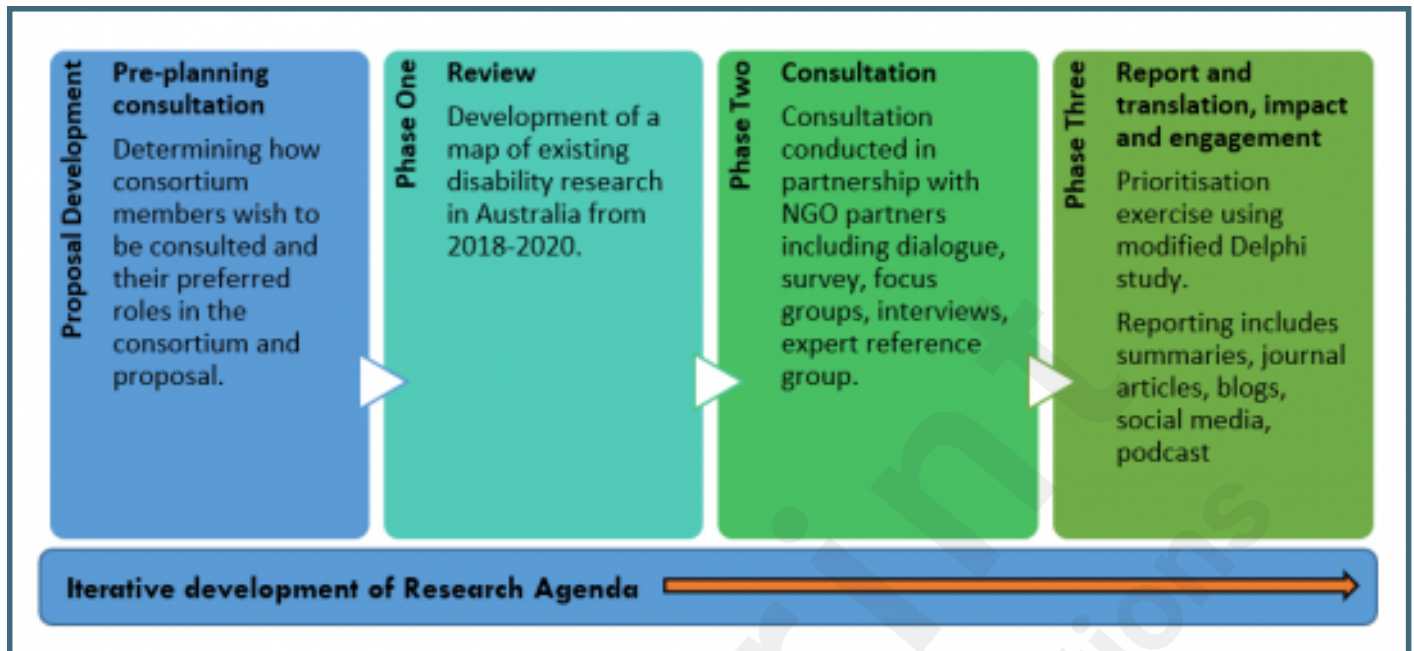 Proposal Development
Pre-planning
consultation
Determining how
consortium
members wish to
be consulted and
their preferred
roles in the
consortium and
proposal.
Phase One
Review
Development of a
map of existing
disability research
in Australia from
2018-2020.
Phase Two
Consultation
Consultation
conducted in
partnership with
NGO partners
including dialogue,
survey, focus
groups, interviews,
expert reference
group.
Phase Three
Report and
translation, impact
and engagement
Prioritisation
exercise using
modified Delphi
study.
Reporting includes
summaries, journal
articles, blogs,
social media,
podcast
Iterative development of Research Agenda